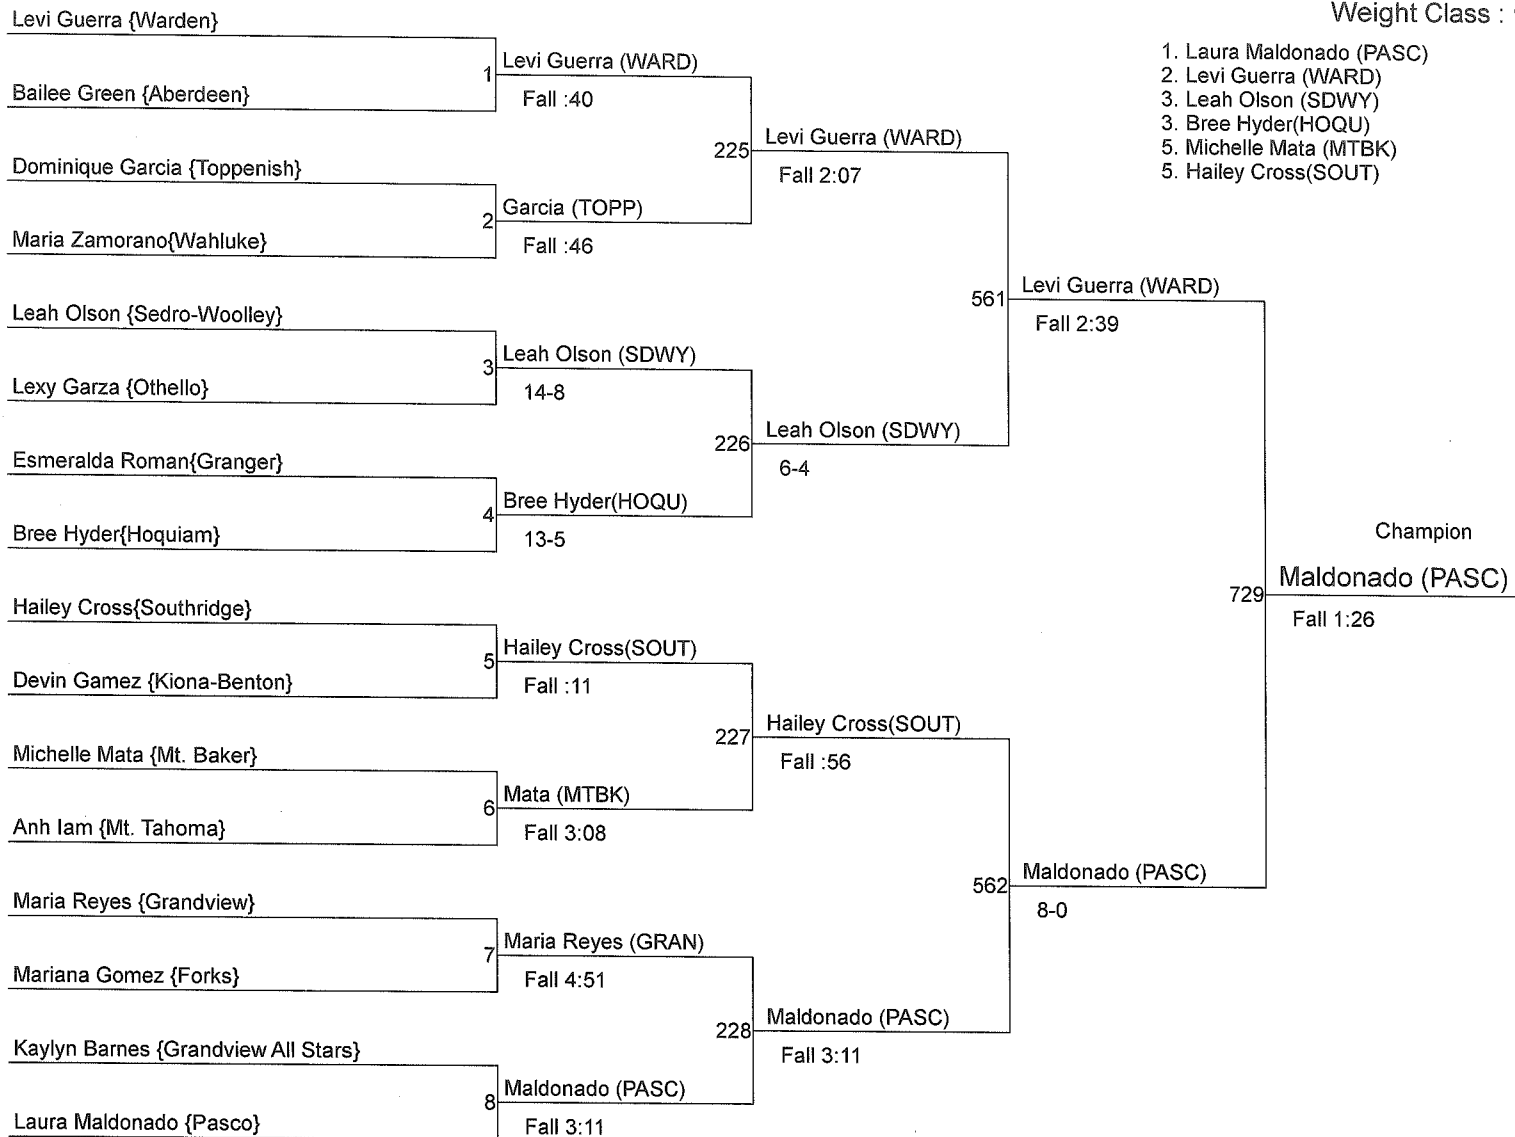 Weight Class :
1. Laura Maldonado (PASC)
2. Levi Guerra (WARD)
3. Leah Olson (SDWY)
3. Bree Hyder(HOQU)
5. Michelle Mata (MTBK)
5. Hailey Cross(SOUT)
Levi Guerra {Warden}
Bailee Green {Aberdeen}
Dominique Garcia {Toppenish}
Maria Zamorano{Wahluke}
Leah Olson {Sedro-Woolley}
Lexy Garza {Othello}
Esmeralda Roman{Granger}
Bree Hyder{Hoquiam}
Hailey Cross{Southridge}
Devin Gamez {Kiona-Benton}
Michelle Mata {Mt. Baker}
Anh Iam {Mt. Tahoma}
Maria Reyes {Grandview}
Mariana Gomez {Forks}
Kaylyn Barnes {Grandview All Stars}
Laura Maldonado {Pasco}
1 Levi Guerra (WARD)
Fall :40
2 Garcia (TOPP)
Fall :46
3 Leah Olson (SDWY)
14-8
4 Bree Hyder(HOQU)
13-5
5 Hailey Cross(SOUT)
Fall :11
6 Mata (MTBK)
Fall 3:08
7 Maria Reyes (GRAN)
Fall 4:51
8 Maldonado (PASC)
Fall 3:11
225 Levi Guerra (WARD)
Fall 2:07
226 Leah Olson (SDWY)
6-4
227 Hailey Cross(SOUT)
Fall :56
228 Maldonado (PASC)
Fall 3:11
561 Levi Guerra (WARD)
Fall 2:39
562 Maldonado (PASC)
8-0
Champion
729 Maldonado (PASC)
Fall 1:26